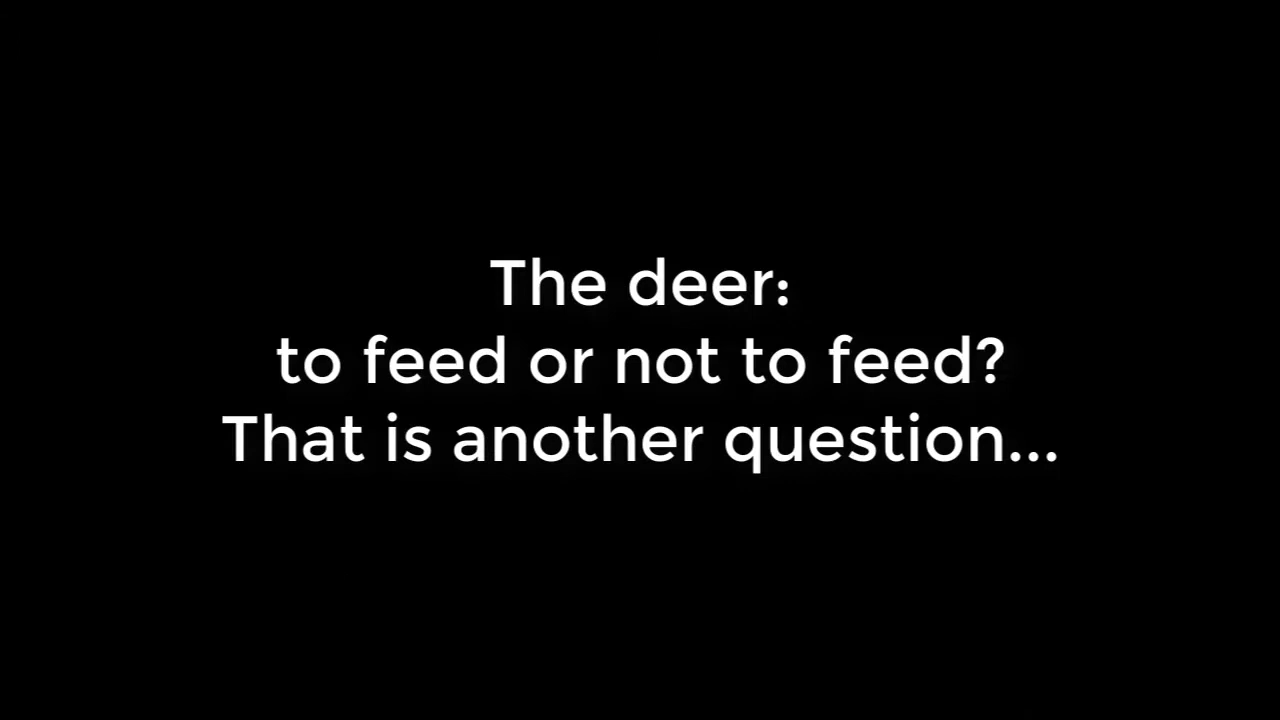 The deer:
to feed or not to feed?
That is another question...